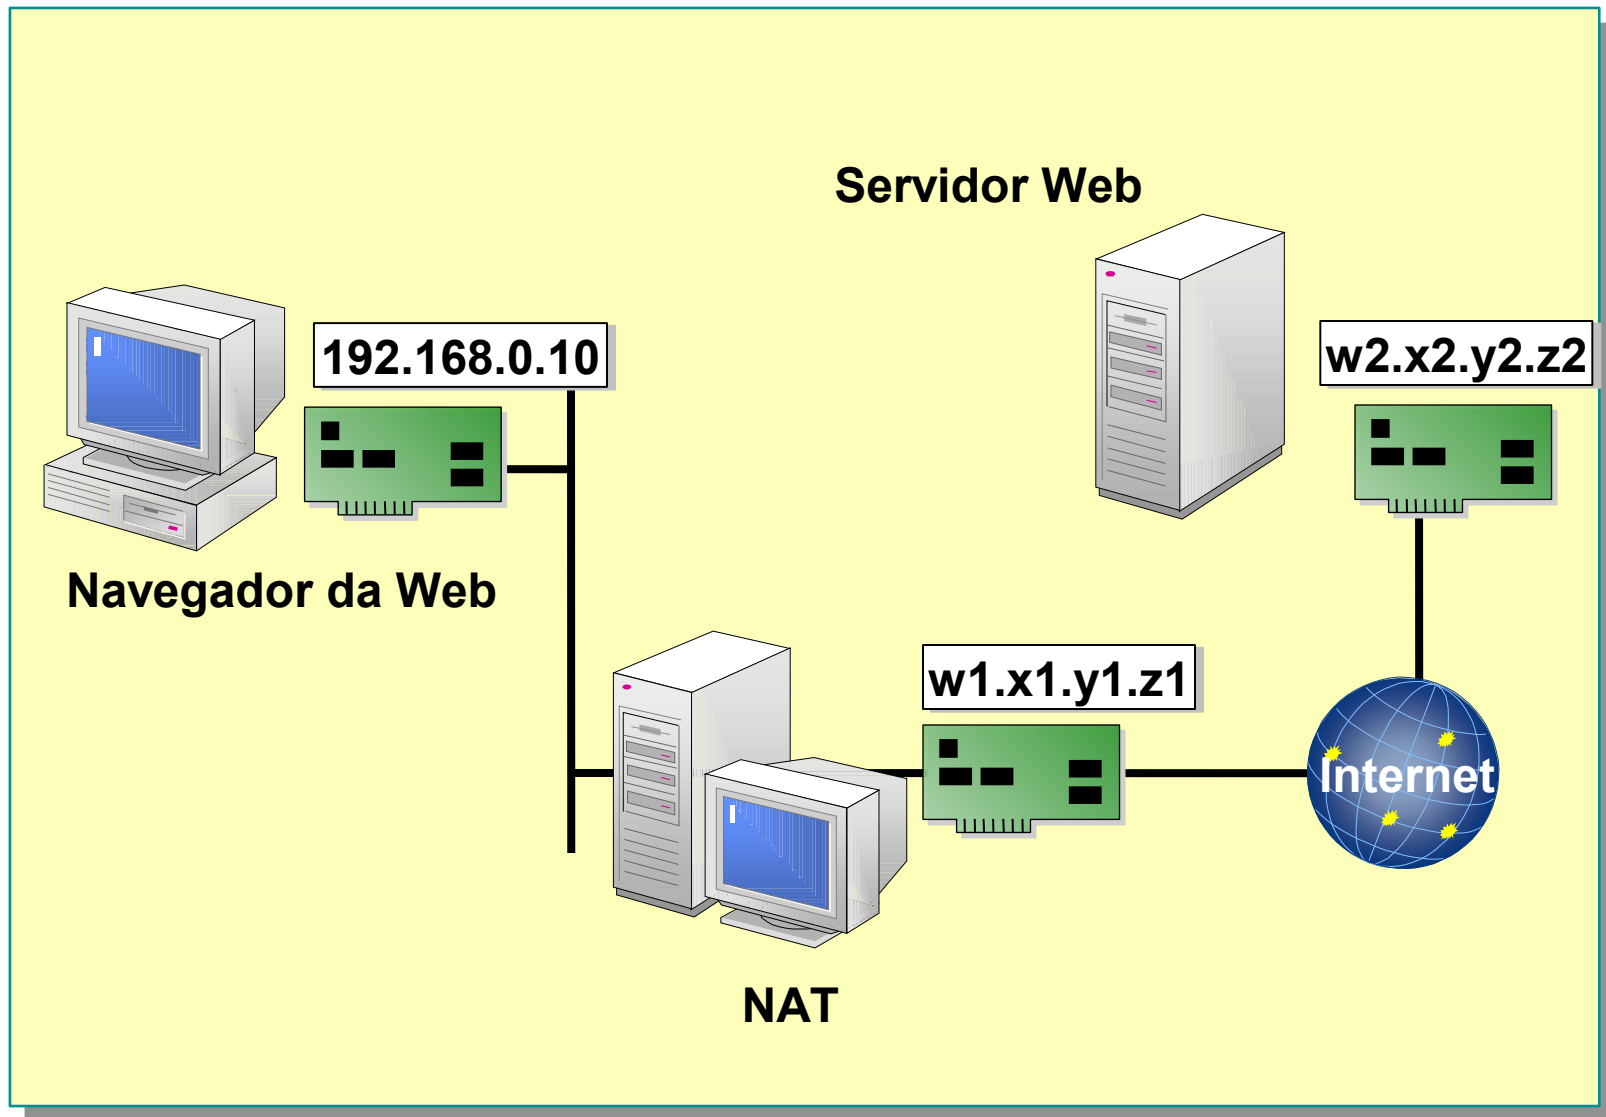 Servidor Web
192.168.0.10
w2.x2.y2.z2
Navegador da Web
w1.x1.y1.z1
Internet
NAT